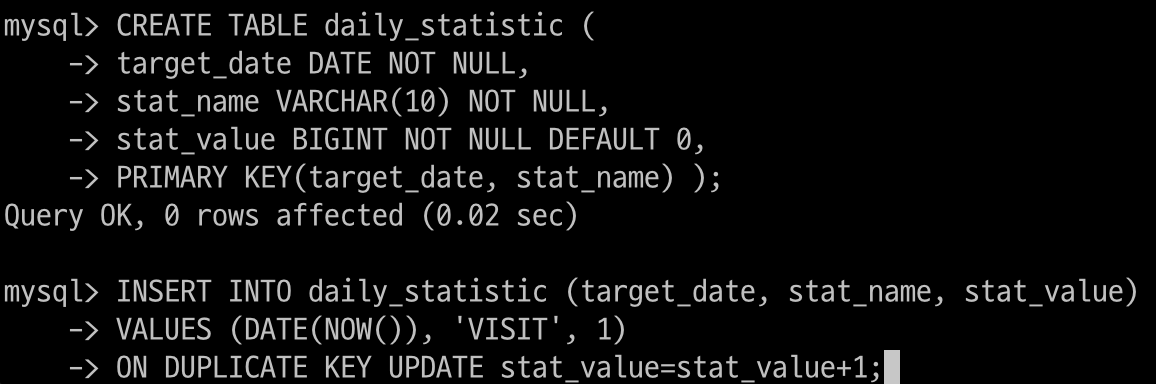 mysql> CREATE TABLE daily_statistic (
    -> target_date DATE NOT NULL,
    -> stat_name VARCHAR(10) NOT NULL,
    -> stat_value BIGINT NOT NULL DEFAULT 0,
    -> PRIMARY KEY(target_date, stat_name) );
Query OK, 0 rows affected (0.02 sec)

mysql> INSERT INTO daily_statistic (target_date, stat_name, stat_value)
    -> VALUES (DATE(NOW()), 'VISIT', 1)
    -> ON DUPLICATE KEY UPDATE stat_value=stat_value+1;